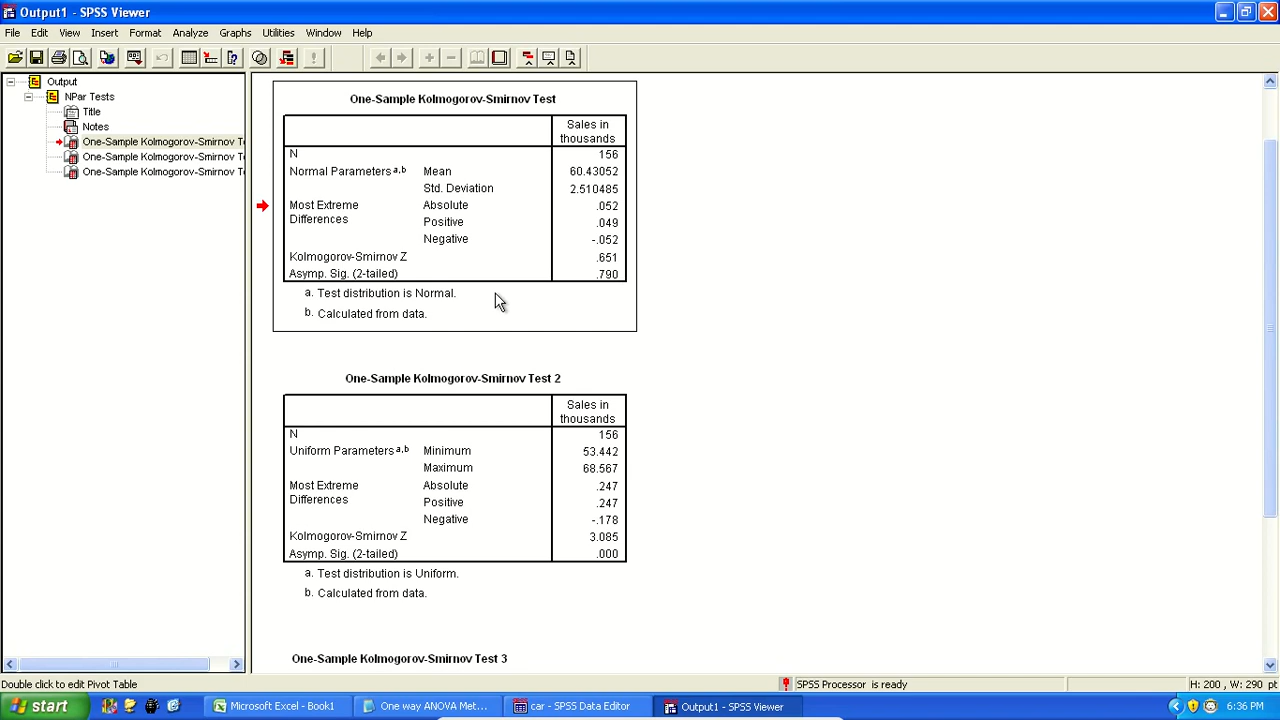 Output1 - SPSS Viewer
File Edit View Insert Format Analyze Graphs Utilities Window Help
Output
NPar Tests
Title
Notes
One-Sample Kolmogorov-Smirnov T
One-Sample Kolmogorov-Smirnov T
One-Sample Kolmogorov-Smirnov T
One-Sample Kolmogorov-Smirnov Test
Sales in
thousands
N 156
Normal Parameters a,b Mean 60.43052
Std. Deviation 2.510485
Most Extreme Absolute .052
Differences Positive .049
Negative -.052
Kolmogorov-Smirnov Z .651
Asymp. Sig. (2-tailed) .790
a. Test distribution is Normal.
b. Calculated from data.
One-Sample Kolmogorov-Smirnov Test 2
Sales in
thousands
N 156
Uniform Parameters a,b Minimum 53.442
Maximum 68.567
Most Extreme Absolute .247
Differences Positive .247
Negative -.178
Kolmogorov-Smirnov Z 3.085
Asymp. Sig. (2-tailed) .000
a. Test distribution is Uniform.
b. Calculated from data.
One-Sample Kolmogorov-Smirnov Test 3
Double click to edit Pivot Table
SPSS Processor is ready
H: 200 , W: 290 pt
start
Microsoft Excel - Book1
One way ANOVA Met...
car - SPSS Data Editor
Output1 - SPSS Viewer
6:36 PM